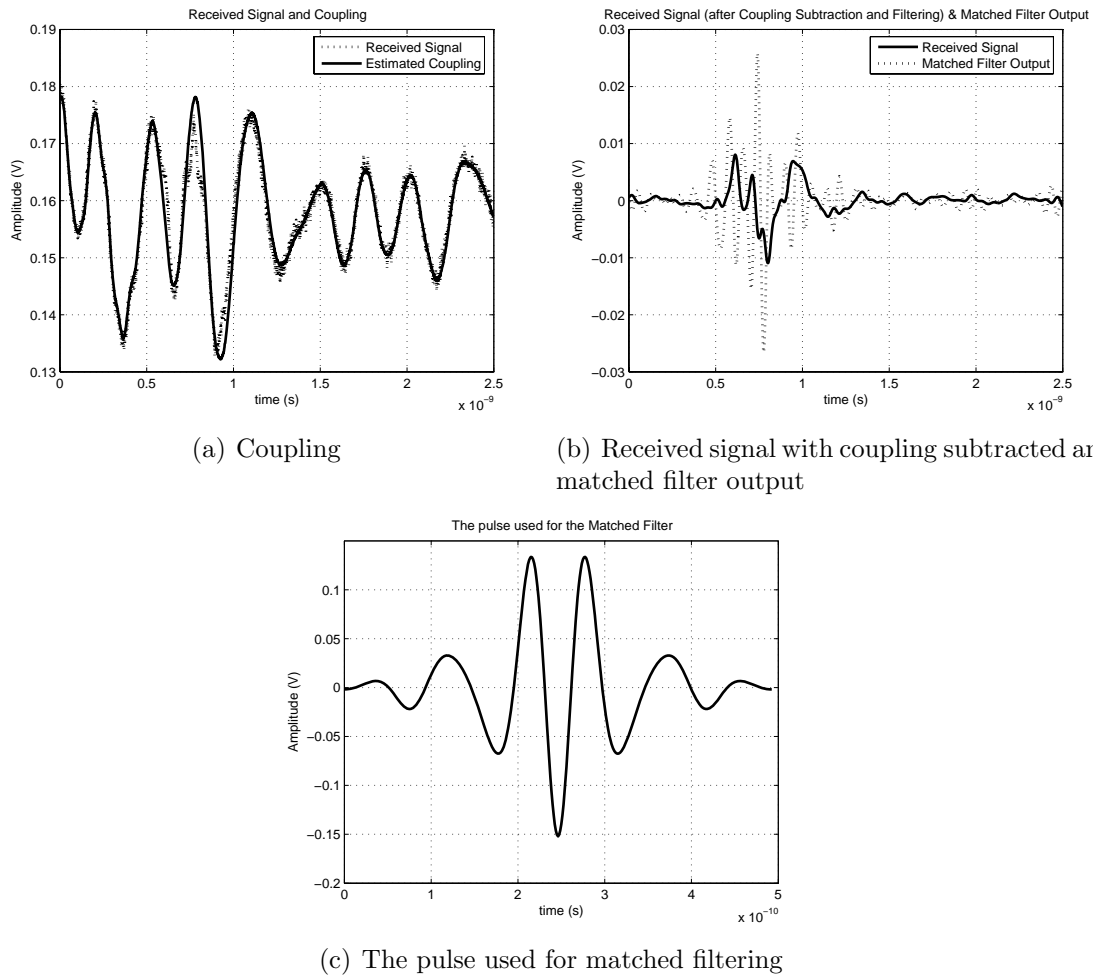 Received Signal and Coupling
Received Signal
Estimated Coupling
Amplitude (V)
0.19
0.18
0.17
0.16
0.15
0.14
0.13
0 0.5 1 1.5 2 2.5
time (s)
x 10⁻⁹
(a) Coupling
Received Signal (after Coupling Subtraction and Filtering) & Matched Filter Output
Received Signal
Matched Filter Output
Amplitude (V)
0.03
0.02
0.01
0
−0.01
−0.02
−0.03
0 0.5 1 1.5 2 2.5
time (s)
x 10⁻⁹
(b) Received signal with coupling subtracted an
matched filter output
The pulse used for the Matched Filter
Amplitude (V)
0.1
0.05
0
−0.05
−0.1
−0.15
−0.2
0 1 2 3 4 5
time (s)
x 10⁻¹⁰
(c) The pulse used for matched filtering